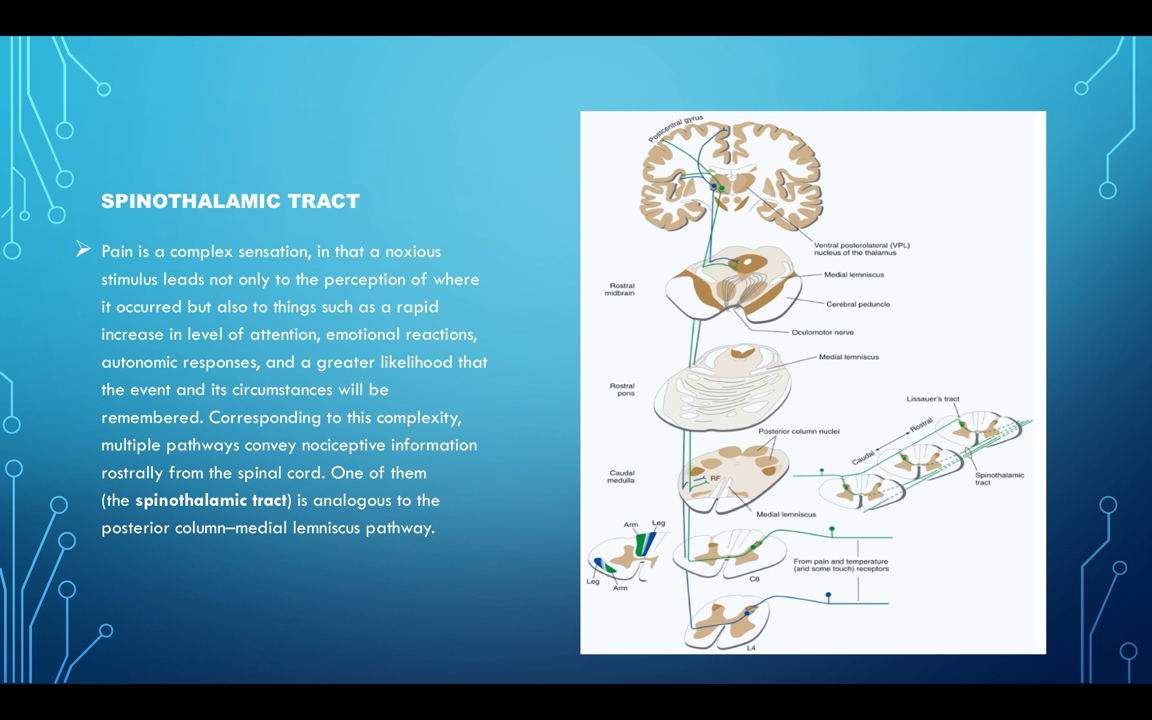 SPINOTHALAMIC TRACT
Pain is a complex sensation, in that a noxious
stimulus leads not only to the perception of where
it occurred but also to things such as a rapid
increase in level of attention, emotional reactions,
autonomic responses, and a greater likelihood that
the event and its circumstances will be
remembered. Corresponding to this complexity,
multiple pathways convey nociceptive information
rostrally from the spinal cord. One of them
(the spinothalamic tract) is analogous to the
posterior column–medial lemniscus pathway.
Postcentral gyrus
Ventral posterolateral (VPL)
nucleus of the thalamus
Medial lemniscus
Rostral
midbrain
Cerebral peduncle
Oculomotor nerve
Medial lemniscus
Rostral
pons
Lissauer's tract
Caudal
Rostral
Posterior column nuclei
Caudal
medulla
RF
Spinothalamic
tract
Medial lemniscus
Arm
Leg
Leg
Arm
C8
From pain and temperature
(and some touch) receptors
L4